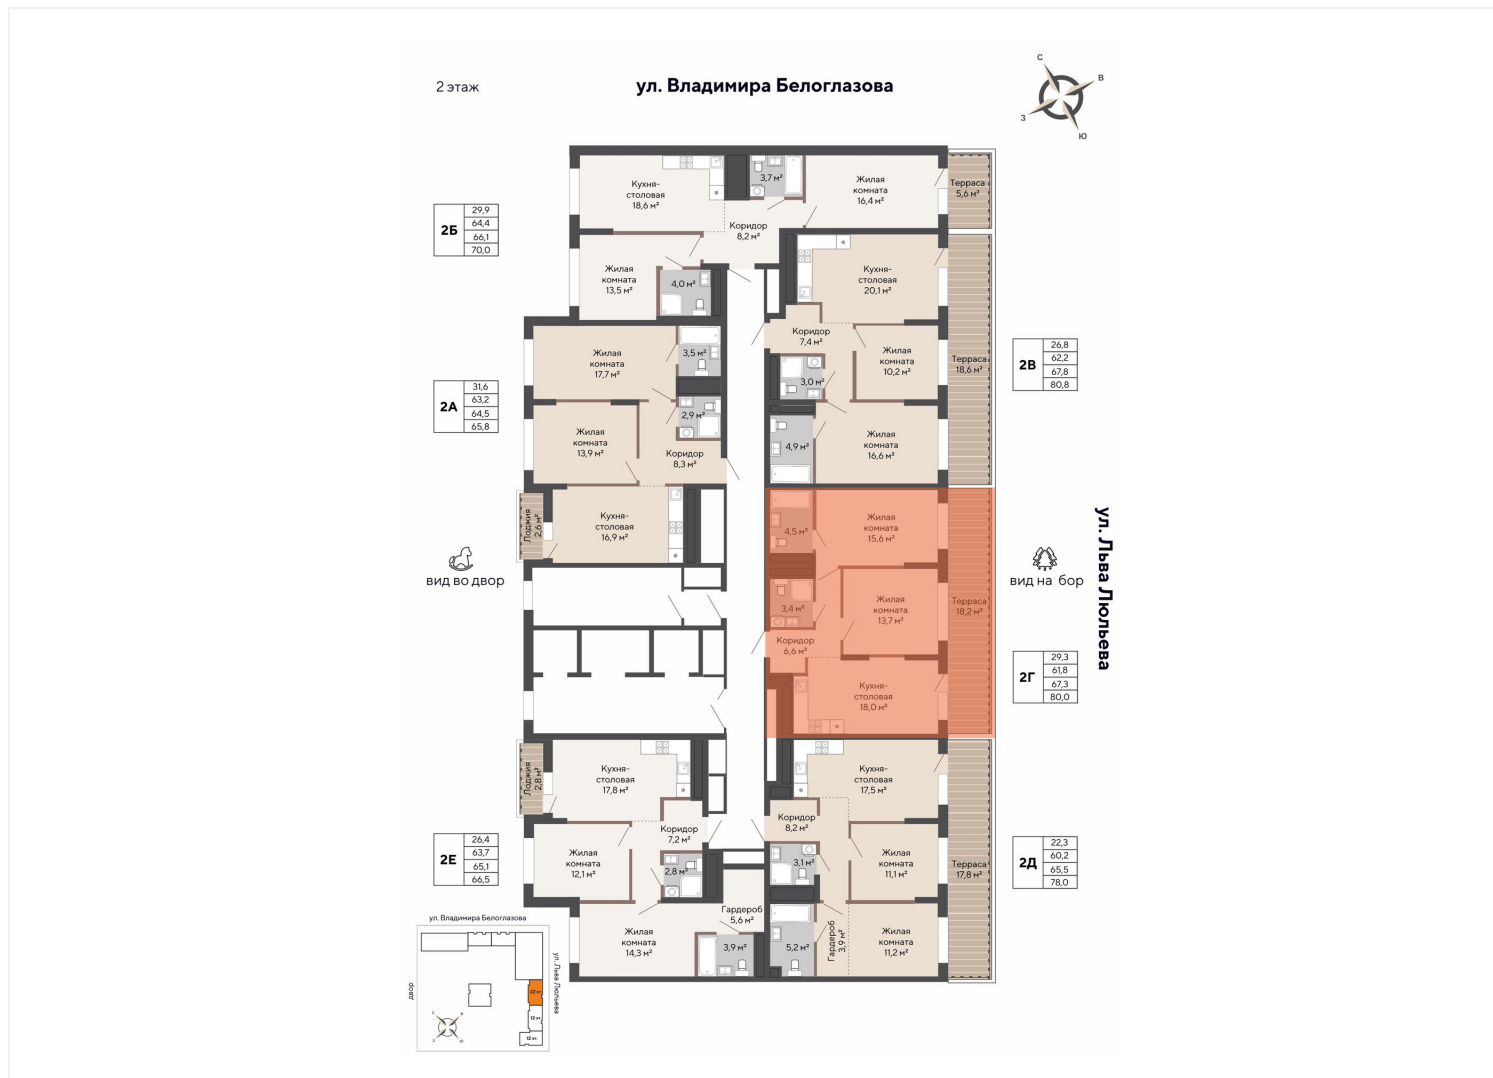 2 этаж
ул. Владимира Белоглазова
С
В
З
Ю
Кухня-
столовая
18,6 м²
3,7 м²
Жилая
комната
16,4 м²
Терраса
5,6 м²
2Б
29,9
64,4
66,1
70,0
Коридор
8,2 м²
Жилая
комната
13,5 м²
4,0 м²
Кухня-
столовая
20,1 м²
Коридор
7,4 м²
Жилая
комната
10,2 м²
3,0 м²
Терраса
18,6 м²
2В
26,8
62,2
67,8
80,8
4,9 м²
Жилая
комната
16,6 м²
Жилая
комната
17,7 м²
3,5 м²
2А
31,6
63,2
64,5
65,8
2,9 м²
Жилая
комната
13,9 м²
Коридор
8,3 м²
Лоджия
2,6 м²
Кухня-
столовая
16,9 м²
вид во двор
4,5 м²
Жилая
комната
15,6 м²
3,4 м²
Жилая
комната
13,7 м²
Терраса
18,2 м²
вид на бор
ул. Льва Люльева
Коридор
6,6 м²
Кухня-
столовая
18,0 м²
2Г
29,3
61,8
67,3
80,0
Лоджия
2,8 м²
Кухня-
столовая
17,8 м²
Коридор
7,2 м²
2Е
26,4
63,7
65,1
66,5
Жилая
комната
12,1 м²
2,8 м²
Гардероб
5,6 м²
Жилая
комната
14,3 м²
3,9 м²
Кухня-
столовая
17,5 м²
Коридор
8,2 м²
3,1 м²
Жилая
комната
11,1 м²
Терраса
17,8 м²
2Д
22,3
60,2
65,5
78,0
5,2 м²
Гардероб
3,9 м²
Жилая
комната
11,2 м²
ул. Владимира Белоглазова
ул. Льва Люльева
двор
22 эт.
12 эт.
12 эт.
С
В
З
Ю